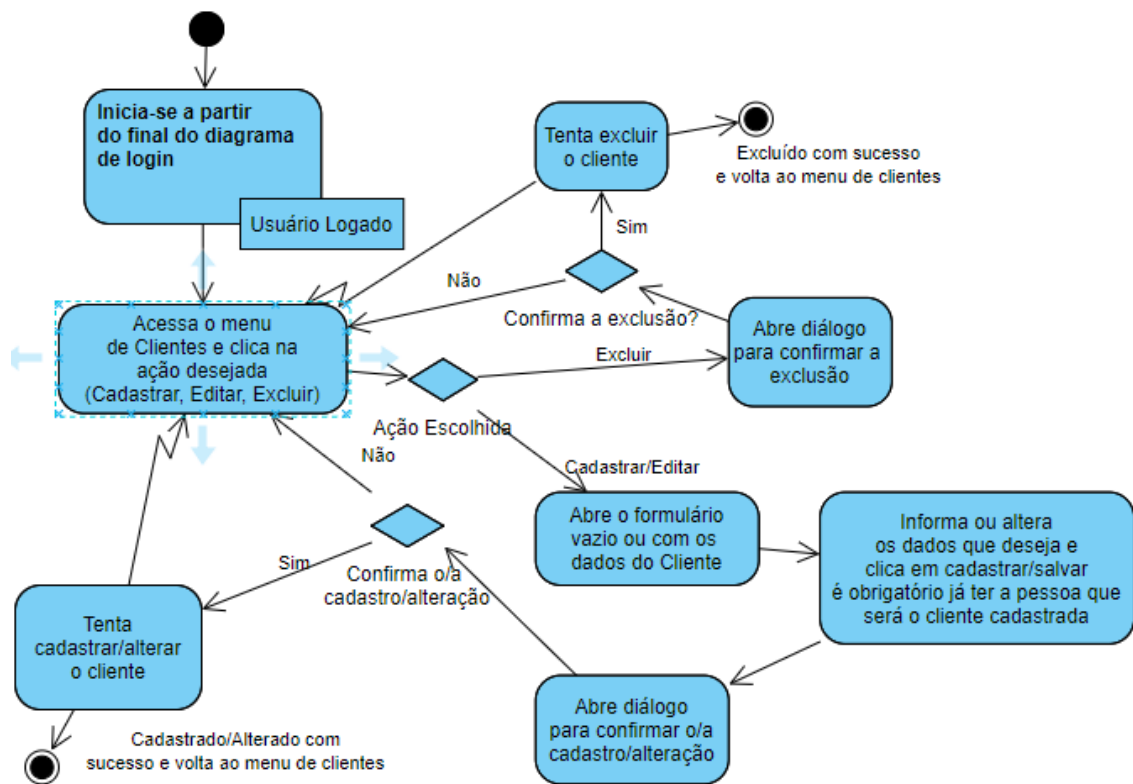 Inicia-se a partir
do final do diagrama
de login
Usuário Logado
Tenta excluir
o cliente
Excluído com sucesso
e volta ao menu de clientes
Sim
Não
Confirma a exclusão?
Abre diálogo
para confirmar a
exclusão
Acessa o menu
de Clientes e clica na
ação desejada
(Cadastrar, Editar, Excluir)
Excluir
Ação Escolhida
Não
Cadastrar/Editar
Abre o formulário
vazio ou com os
dados do Cliente
Informa ou altera
os dados que deseja e
clica em cadastrar/salvar
é obrigatório já ter a pessoa que
será o cliente cadastrada
Sim
Confirma o/a
cadastro/alteração
Tenta
cadastrar/alterar
o cliente
Abre diálogo
para confirmar o/a
cadastro/alteração
Cadastrado/Alterado com
sucesso e volta ao menu de clientes